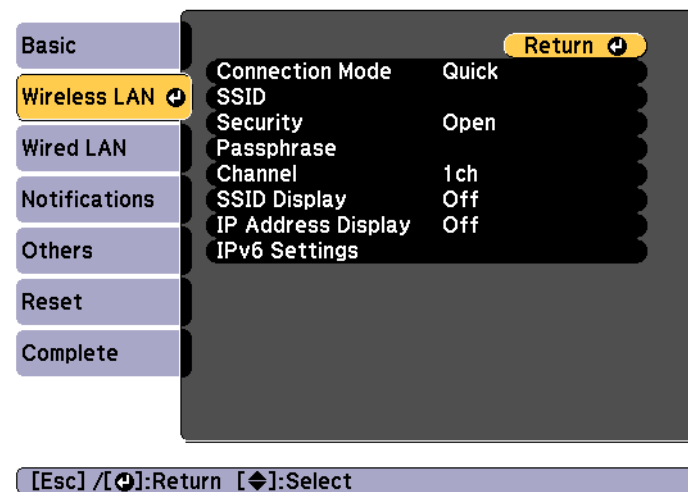 Basic
Wireless LAN
Wired LAN
Notifications
Others
Reset
Complete
Return
Connection Mode Quick
SSID
Security Open
Passphrase
Channel 1ch
SSID Display Off
IP Address Display Off
IPv6 Settings
[Esc] /[⏎]:Return [◆]:Select